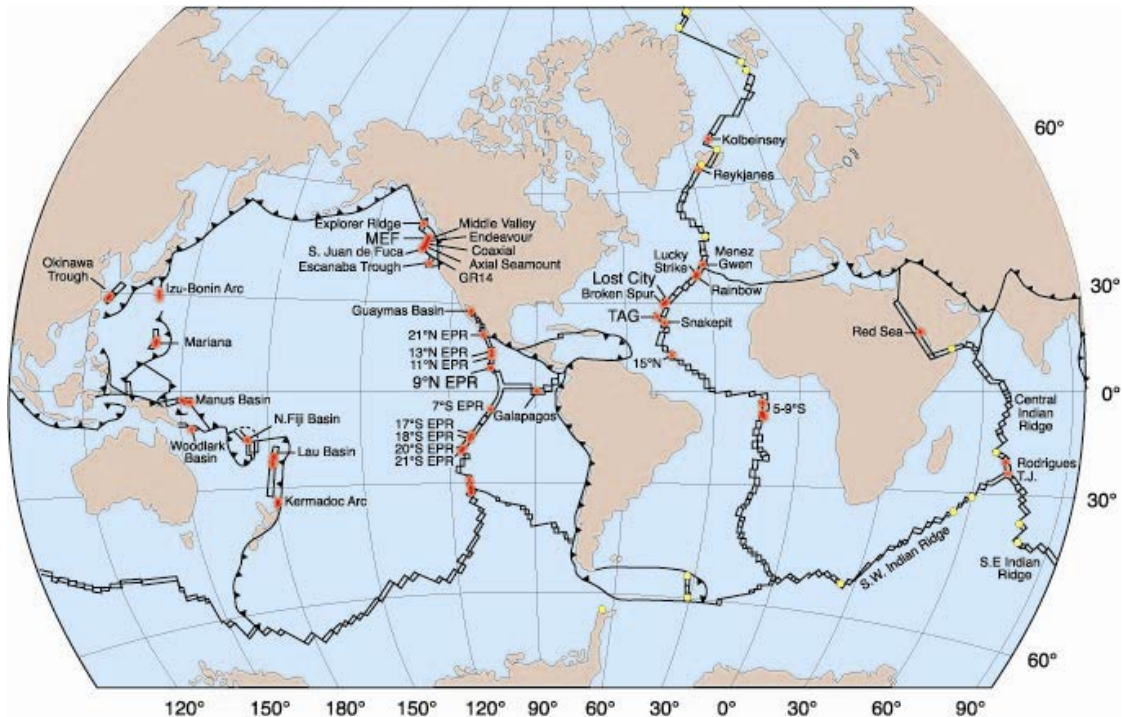 60°
Kolbeinsey
Reykjanes
Explorer Ridge
Middle Valley
MEF
Endeavour
S. Juan de Fuca
Coaxial
Escanaba Trough
Axial Seamount
GR14
Okinawa
Trough
Izu-Bonin Arc
Lucky
Strike
Menez
Gwen
Lost City
Rainbow
Broken Spur
30°
Guaymas Basin
TAG
Snakepit
Red Sea
21°N EPR
Mariana
13°N EPR
11°N EPR
15°N
9°N EPR
0°
Manus Basin
7°S EPR
Galapagos
5-9°S
Central
Indian
Ridge
N.Fiji Basin
17°S EPR
18°S EPR
20°S EPR
21°S EPR
Woodlark
Basin
Lau Basin
Rodrigues
T.J.
Kermadoc Arc
30°
S.W. Indian Ridge
S.E Indian
Ridge
60°
120° 150° 180° 150° 120° 90° 60° 30° 0° 30° 60° 90°